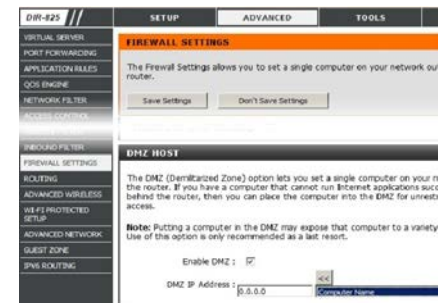 DIR-825
SETUP
ADVANCED
TOOLS
VIRTUAL SERVER
PORT FORWARDING
APPLICATION RULES
QOS ENGINE
NETWORK FILTER
ACCESS CONTROL
INBOUND FILTER
FIREWALL SETTINGS
ROUTING
ADVANCED WIRELESS
WI-FI PROTECTED
SETUP
ADVANCED NETWORK
GUEST ZONE
IPV6 ROUTING
FIREWALL SETTINGS
The Firewall Settings allows you to set a single computer on your network out
router.
Save Settings
Don't Save Settings
DMZ HOST
The DMZ (Demilitarized Zone) option lets you set a single computer on your
the router. If you have a computer that cannot run Internet applications succ
behind the router, then you can place the computer into the DMZ for unrest
access.
Note: Putting a computer in the DMZ may expose that computer to a variety
Use of this option is only recommended as a last resort.
Enable DMZ :
DMZ IP Address :
0.0.0.0
<<
Computer Name